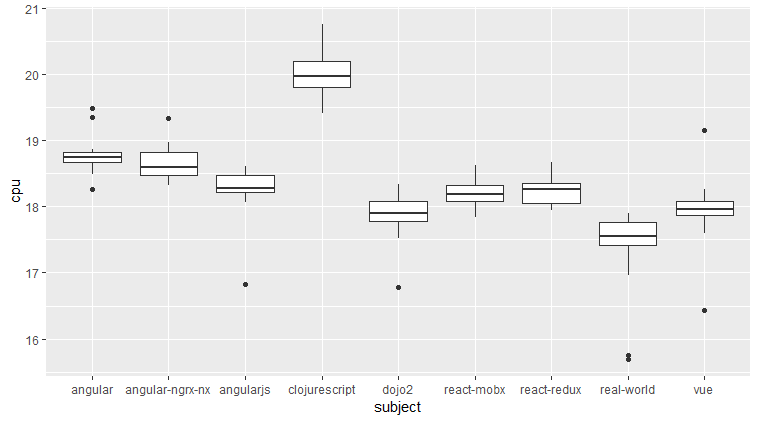 21
20
19
18
17
16
cpu
angular angular-ngrx-nx angularjs clojurescript dojo2 react-mobx react-redux real-world vue
subject